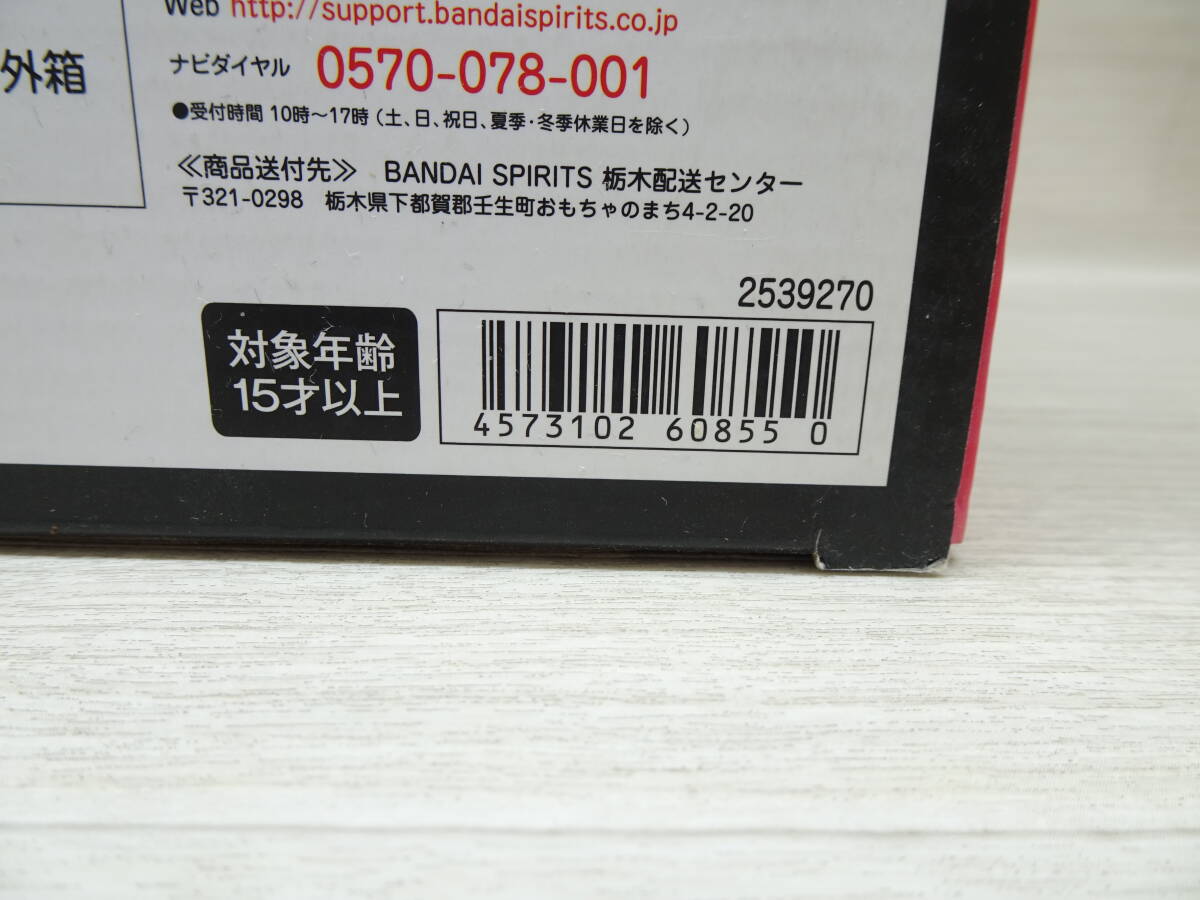 外箱
Web http://support.bandaispirits.co.jp
ナビダイヤル 0570-078-001
●受付時間 10時〜17時（土、日、祝日、夏季・冬季休業日を除く）
≪商品送付先≫ BANDAI SPIRITS 栃木配送センター
〒321-0298 栃木県下都賀郡壬生町おもちゃのまち4-2-20
2539270
対象年齢
15才以上
4573102 60855 0